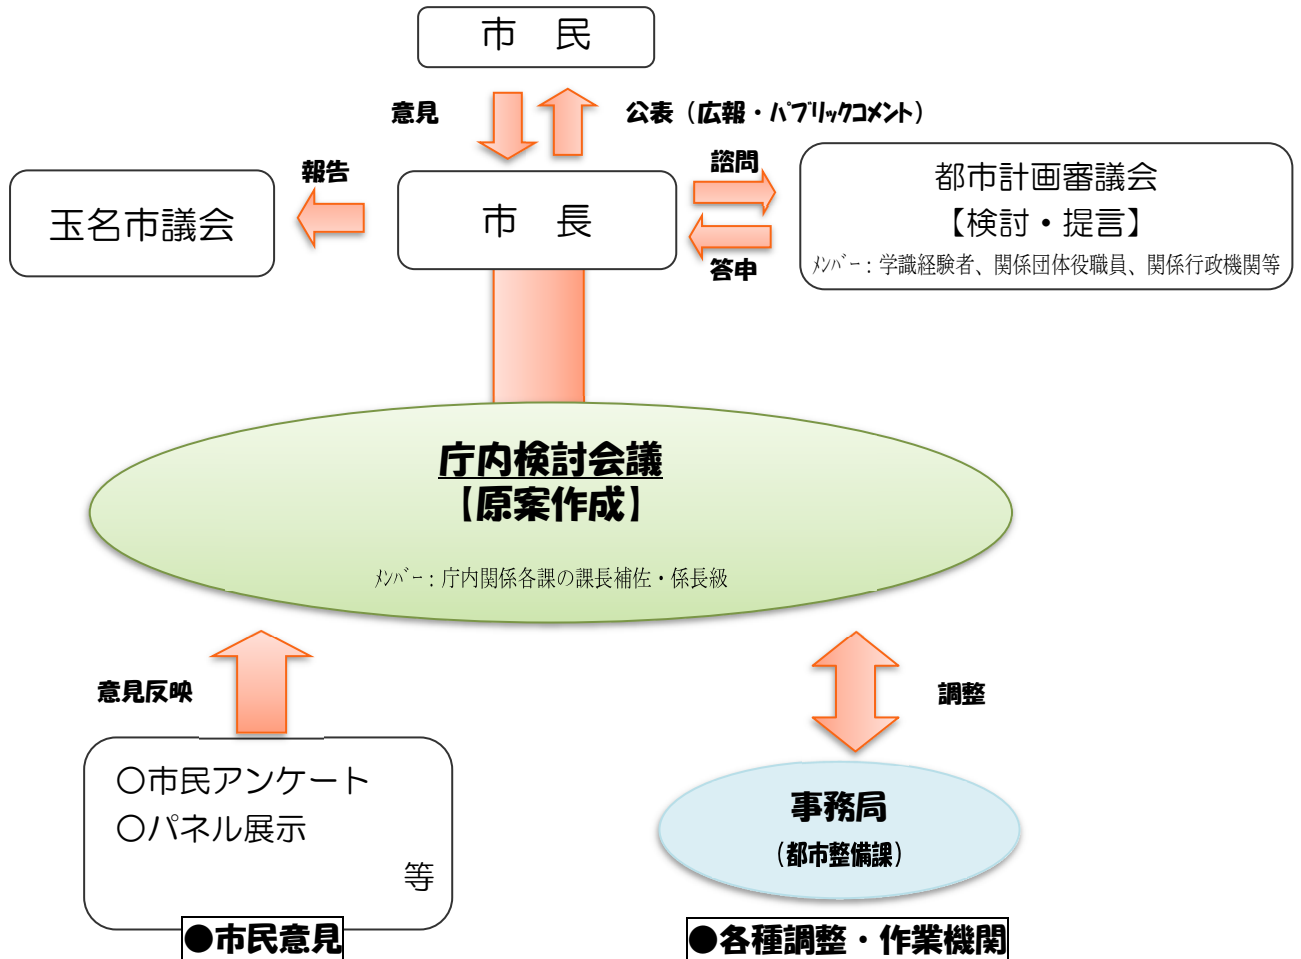 市　民
意見
公表（広報・ﾊﾟﾌﾞﾘｯｸｺﾒﾝﾄ）
報告
諮問
玉名市議会
市　長
都市計画審議会
【検討・提言】
ﾒﾝﾊﾞｰ：学識経験者、関係団体役職員、関係行政機関等
答申
庁内検討会議
【原案作成】
ﾒﾝﾊﾞｰ：庁内関係各課の課長補佐・係長級
意見反映
調整
○市民アンケート
○パネル展示
等
●市民意見
事務局
（都市整備課）
●各種調整・作業機関